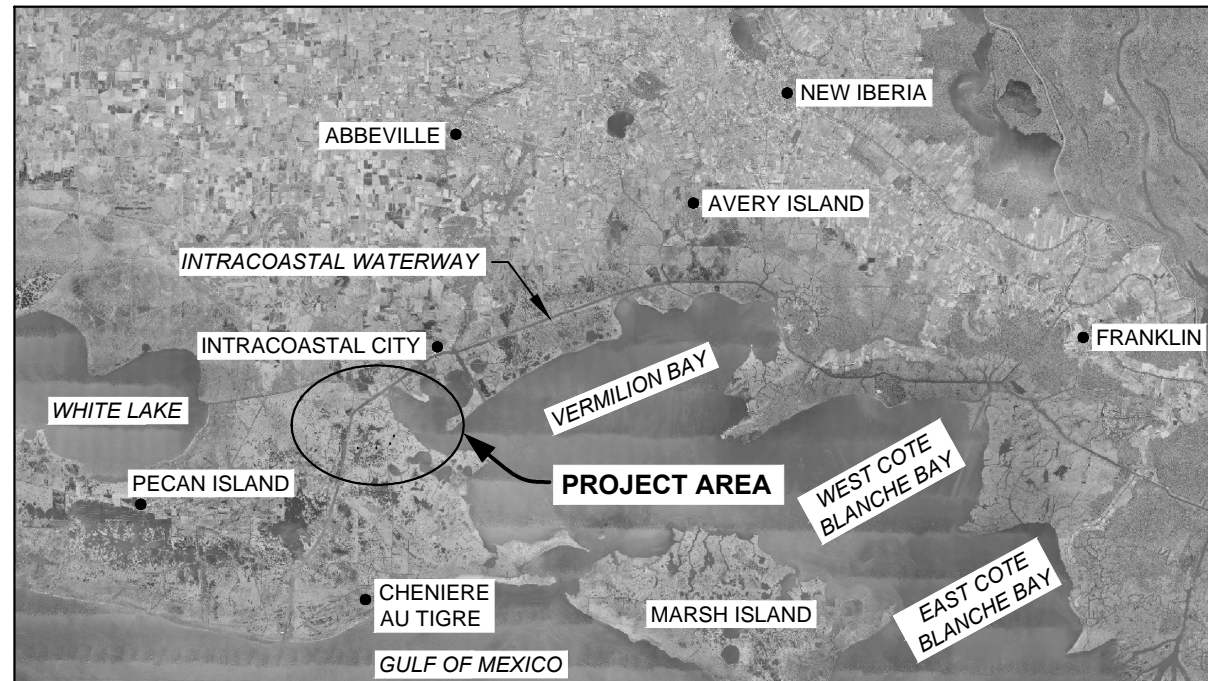 NEW IBERIA
ABBEVILLE
AVERY ISLAND
INTRACOASTAL WATERWAY
INTRACOASTAL CITY
FRANKLIN
VERMILION BAY
WHITE LAKE
PECAN ISLAND
PROJECT AREA
WEST COTE
BLANCHE BAY
CHENIERE
AU TIGRE
MARSH ISLAND
EAST COTE
BLANCHE BAY
GULF OF MEXICO